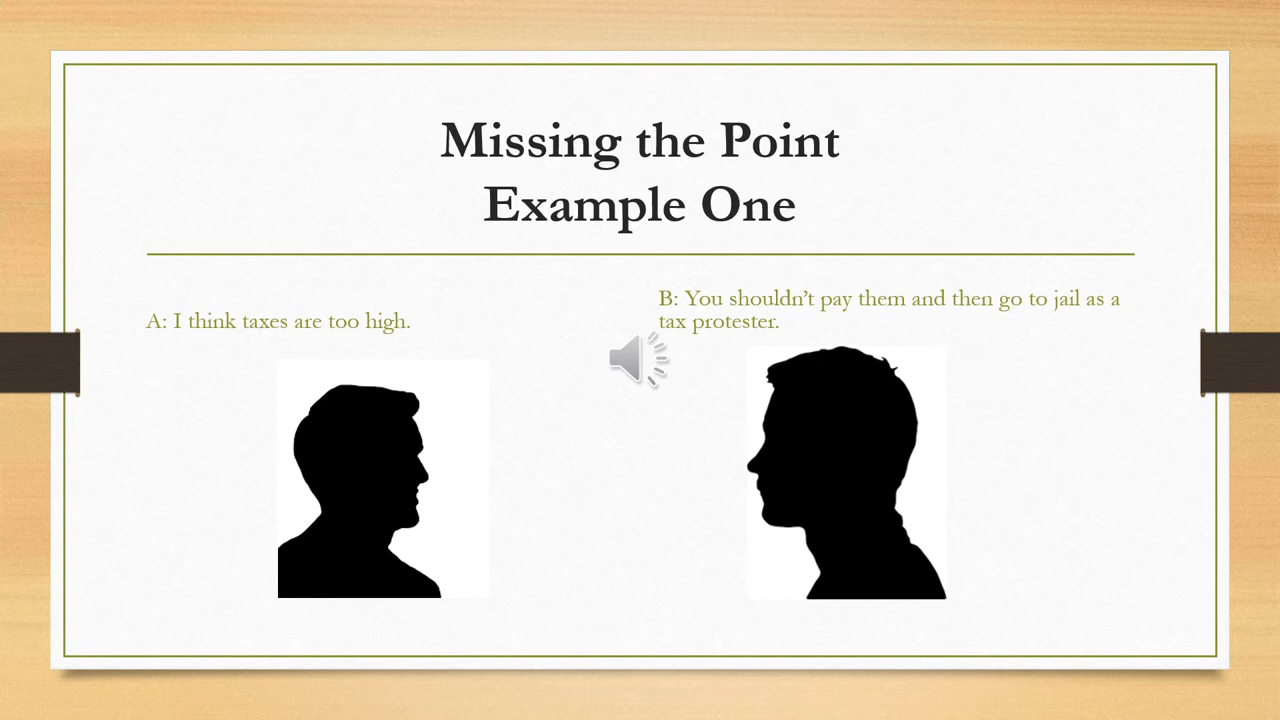 Missing the Point
Example One
A: I think taxes are too high.
B: You shouldn’t pay them and then go to jail as a
tax protester.